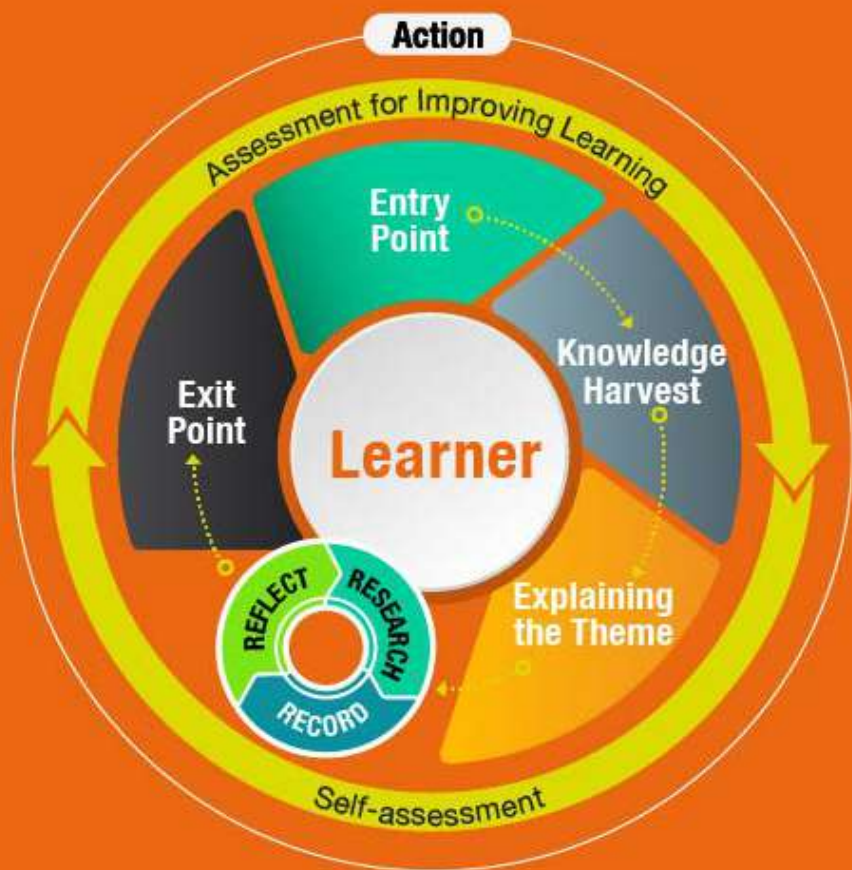 Action
Assessment for Improving Learning
Entry
Point
Knowledge
Harvest
Exit
Point
Learner
Explaining
the Theme
REFLECT
RESEARCH
RECORD
Self-assessment